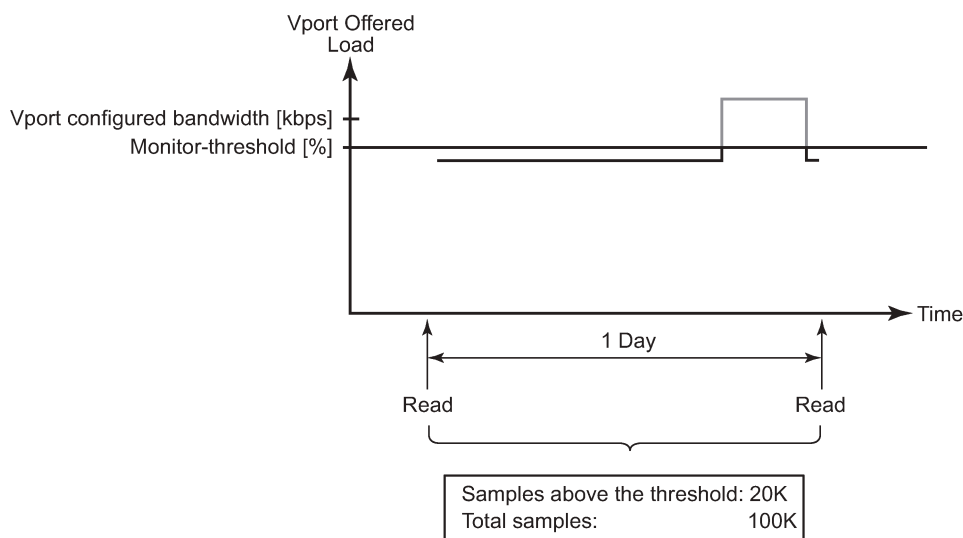 Vport Offered
Load
Vport configured bandwidth [kbps]
Monitor-threshold [%]
Time
1 Day
Read
Read
Samples above the threshold: 20K
Total samples: 100K